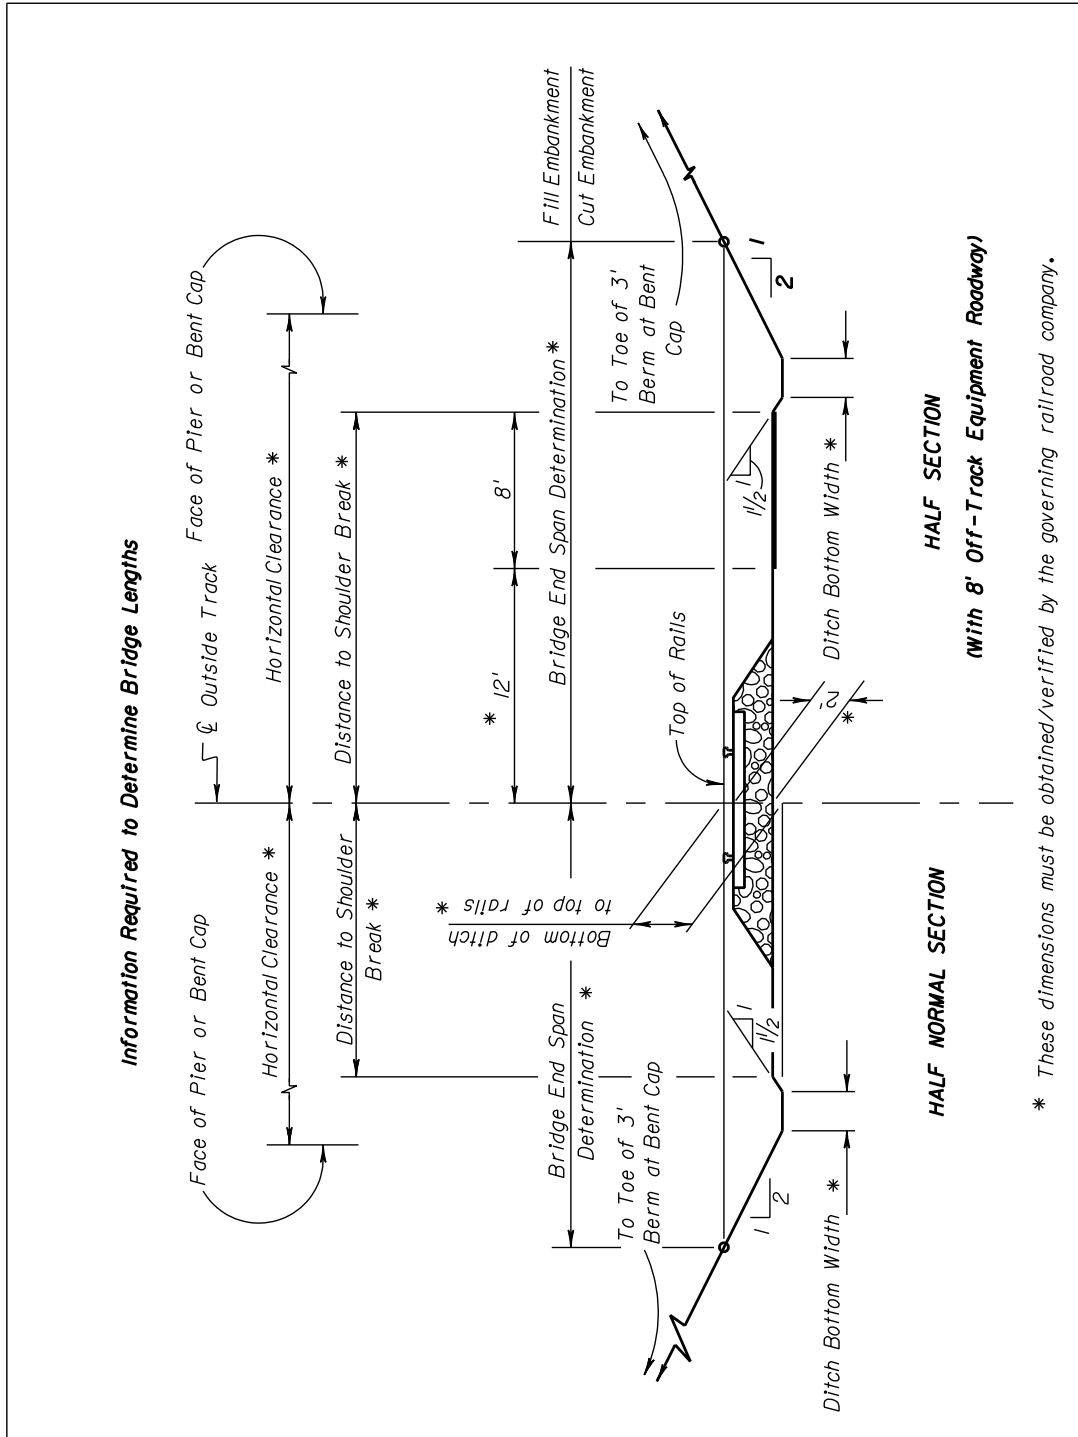 Information Required to Determine Bridge Lengths
Face of Pier or Bent Cap
℄ Outside Track
Face of Pier or Bent Cap
Horizontal Clearance *
Horizontal Clearance *
Distance to Shoulder
Break *
Distance to Shoulder Break *
* 12'
8'
Bottom of ditch
to top of rails *
Bridge End Span
Determination *
Bridge End Span Determination *
Fill Embankment
Cut Embankment
To Toe of 3'
Berm at Bent Cap
Top of Rails
To Toe of 3'
Berm at Bent
Cap
1
2
1
1 1/2
2'
*
1
1 1/2
1
2
Ditch Bottom Width *
Ditch Bottom Width *
HALF NORMAL SECTION
HALF SECTION
(With 8' Off-Track Equipment Roadway)
* These dimensions must be obtained/verified by the governing railroad company.